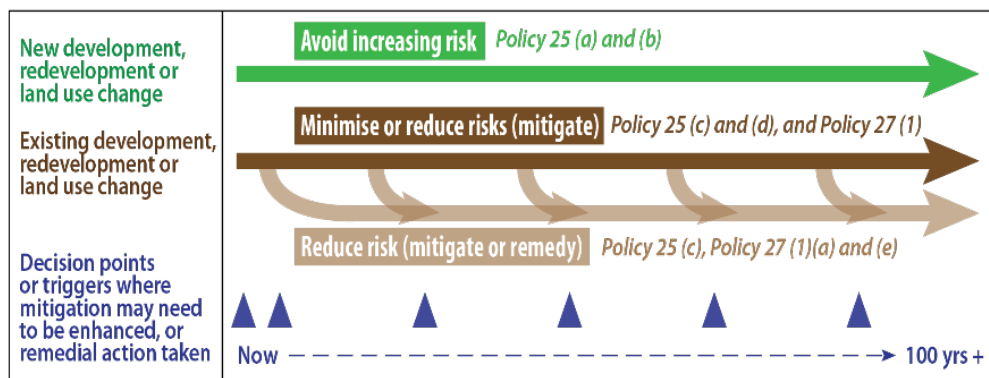 New development,
redevelopment or
land use change
Avoid increasing risk Policy 25 (a) and (b)
Existing development,
redevelopment or
land use change
Minimise or reduce risks (mitigate) Policy 25 (c) and (d), and Policy 27 (1)
Reduce risk (mitigate or remedy) Policy 25 (c), Policy 27 (1)(a) and (e)
Decision points
or triggers where
mitigation may need
to be enhanced, or
remedial action taken
Now 100 yrs +